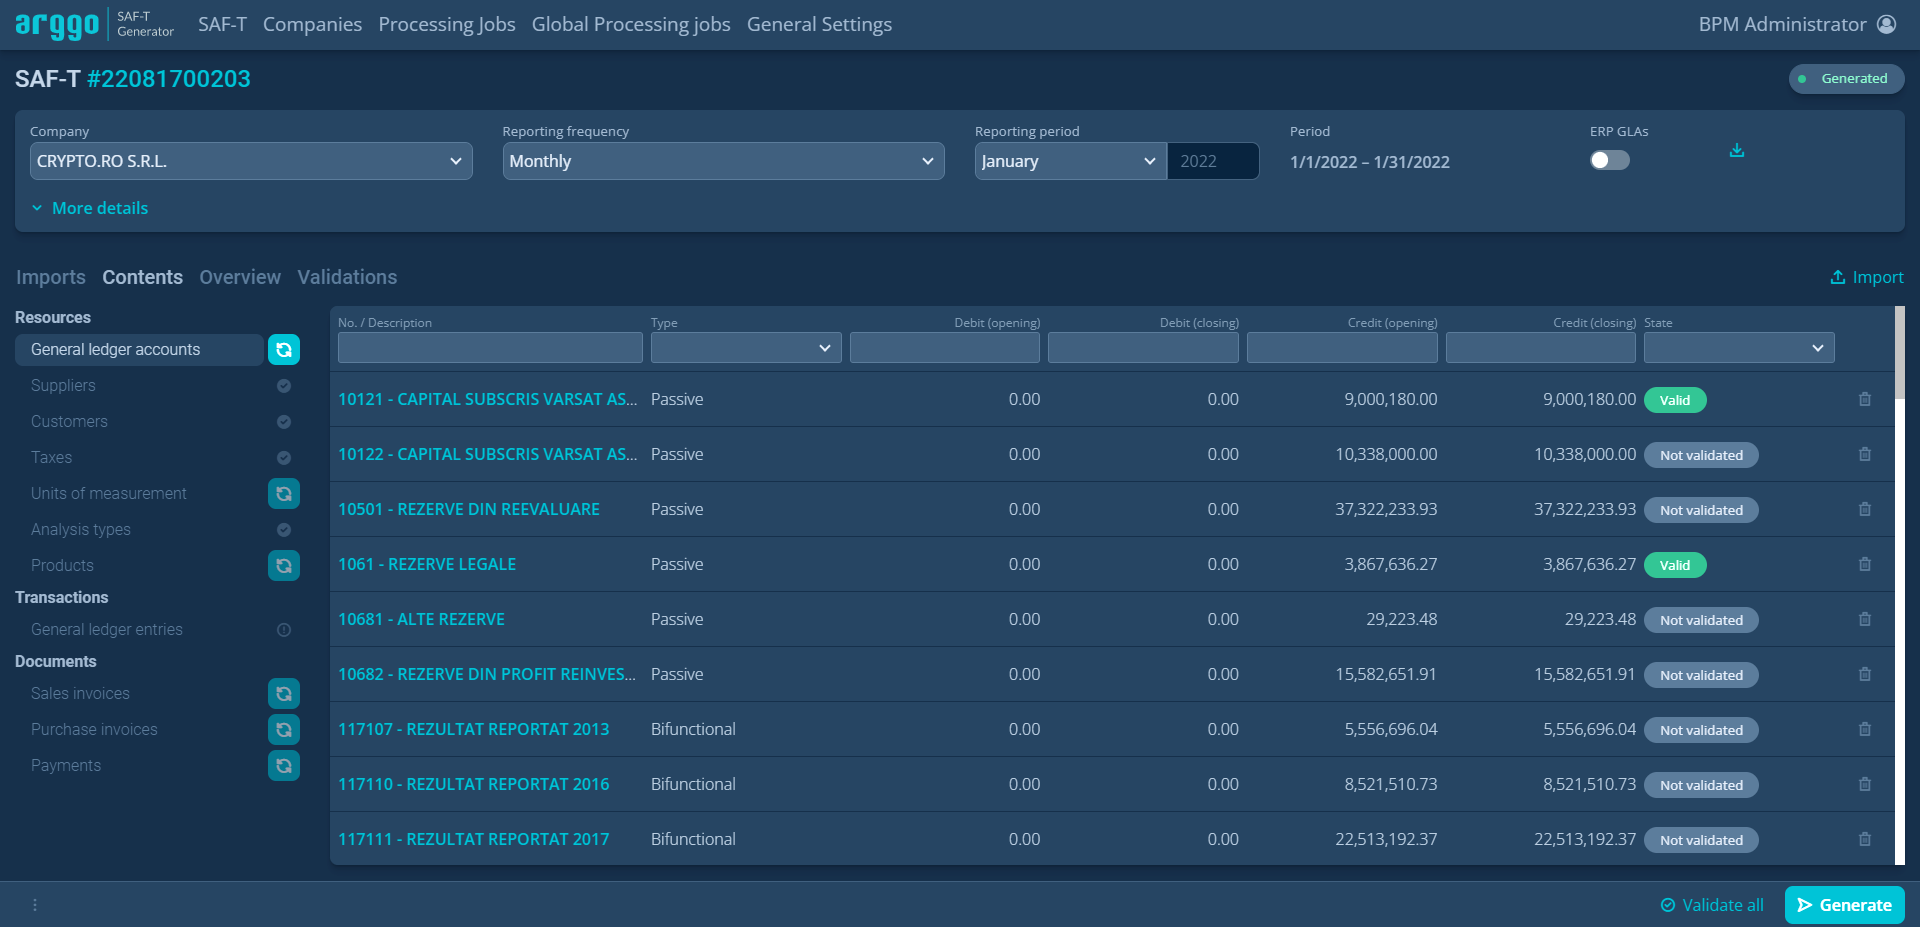 arggo SAF-T Generator SAF-T Companies Processing Jobs Global Processing jobs General Settings BPM Administrator
SAF-T #22081700203 Generated
Company Reporting frequency Reporting period Period ERP GLAs
CRYPTO.RO S.R.L. Monthly January 2022 1/1/2022 – 1/31/2022
More details
Imports Contents Overview Validations Import
Resources
General ledger accounts
Suppliers
Customers
Taxes
Units of measurement
Analysis types
Products
Transactions
General ledger entries
Documents
Sales invoices
Purchase invoices
Payments
No. / Description Type Debit (opening) Debit (closing) Credit (opening) Credit (closing) State
10121 - CAPITAL SUBSCRIS VARSAT AS... Passive 0.00 0.00 9,000,180.00 9,000,180.00 Valid
10122 - CAPITAL SUBSCRIS VARSAT AS... Passive 0.00 0.00 10,338,000.00 10,338,000.00 Not validated
10501 - REZERVE DIN REEVALUARE Passive 0.00 0.00 37,322,233.93 37,322,233.93 Not validated
1061 - REZERVE LEGALE Passive 0.00 0.00 3,867,636.27 3,867,636.27 Valid
10681 - ALTE REZERVE Passive 0.00 0.00 29,223.48 29,223.48 Not validated
10682 - REZERVE DIN PROFIT REINVES... Passive 0.00 0.00 15,582,651.91 15,582,651.91 Not validated
117107 - REZULTAT REPORTAT 2013 Bifunctional 0.00 0.00 5,556,696.04 5,556,696.04 Not validated
117110 - REZULTAT REPORTAT 2016 Bifunctional 0.00 0.00 8,521,510.73 8,521,510.73 Not validated
117111 - REZULTAT REPORTAT 2017 Bifunctional 0.00 0.00 22,513,192.37 22,513,192.37 Not validated
Validate all Generate